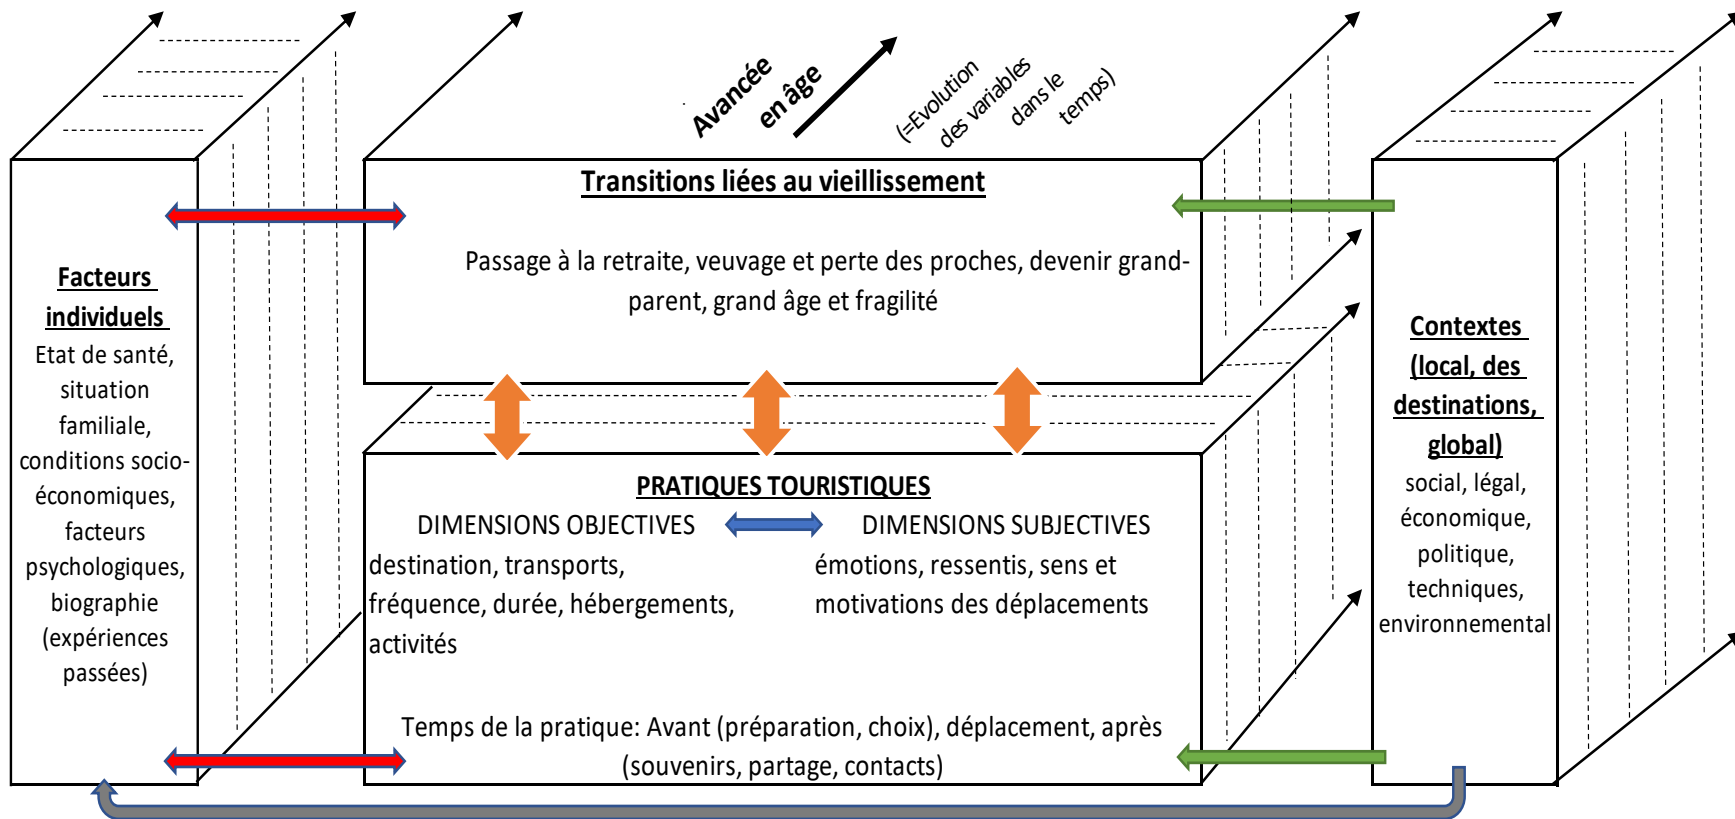 Avancée
en âge
(=Evolution
des variables
dans le
temps)
Transitions liées au vieillissement
Passage à la retraite, veuvage et perte des proches, devenir grand-
parent, grand âge et fragilité
Facteurs
individuels
Etat de santé,
situation
familiale,
conditions socio-
économiques,
facteurs
psychologiques,
biographie
(expériences
passées)
PRATIQUES TOURISTIQUES
DIMENSIONS OBJECTIVES
destination, transports,
fréquence, durée, hébergements,
activités
DIMENSIONS SUBJECTIVES
émotions, ressentis, sens et
motivations des déplacements
Temps de la pratique: Avant (préparation, choix), déplacement, après
(souvenirs, partage, contacts)
Contextes
(local, des
destinations,
global)
social, légal,
économique,
politique,
techniques,
environnemental